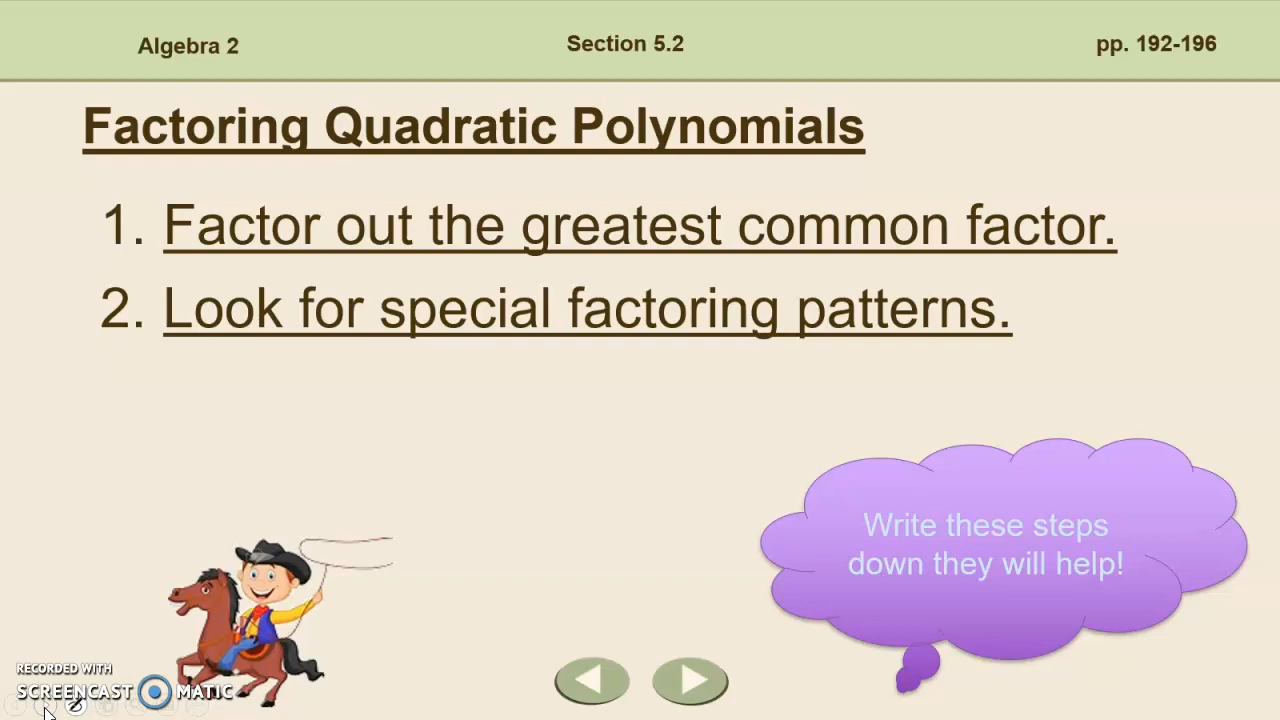 Algebra 2
Section 5.2
pp. 192-196
Factoring Quadratic Polynomials
1. Factor out the greatest common factor.
2. Look for special factoring patterns.
Write these steps
down they will help!
RECORDED WITH
SCREENCAST MATIC